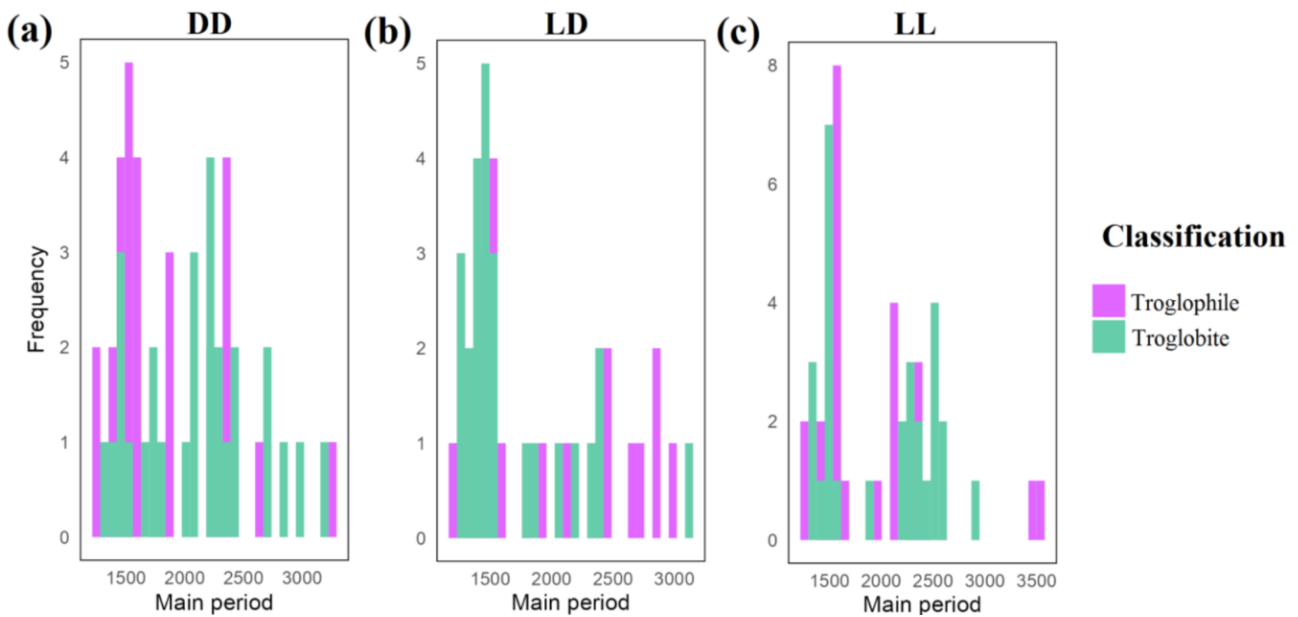 (a) DD
(b) LD
(c) LL
Frequency
5
4
3
2
1
0
1500 2000 2500 3000
Main period
5
4
3
2
1
0
1500 2000 2500 3000
Main period
8
6
4
2
0
1500 2000 2500 3000 3500
Main period
Classification
Troglophile
Troglobite